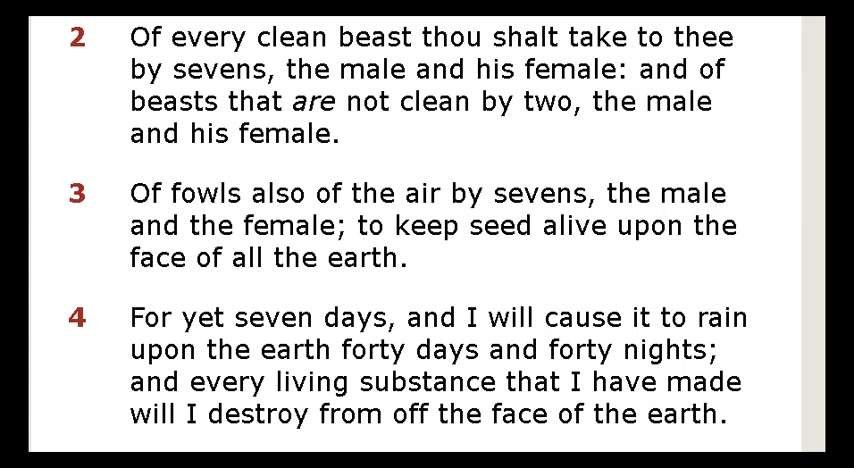 2 Of every clean beast thou shalt take to thee
by sevens, the male and his female: and of
beasts that are not clean by two, the male
and his female.
3 Of fowls also of the air by sevens, the male
and the female; to keep seed alive upon the
face of all the earth.
4 For yet seven days, and I will cause it to rain
upon the earth forty days and forty nights;
and every living substance that I have made
will I destroy from off the face of the earth.